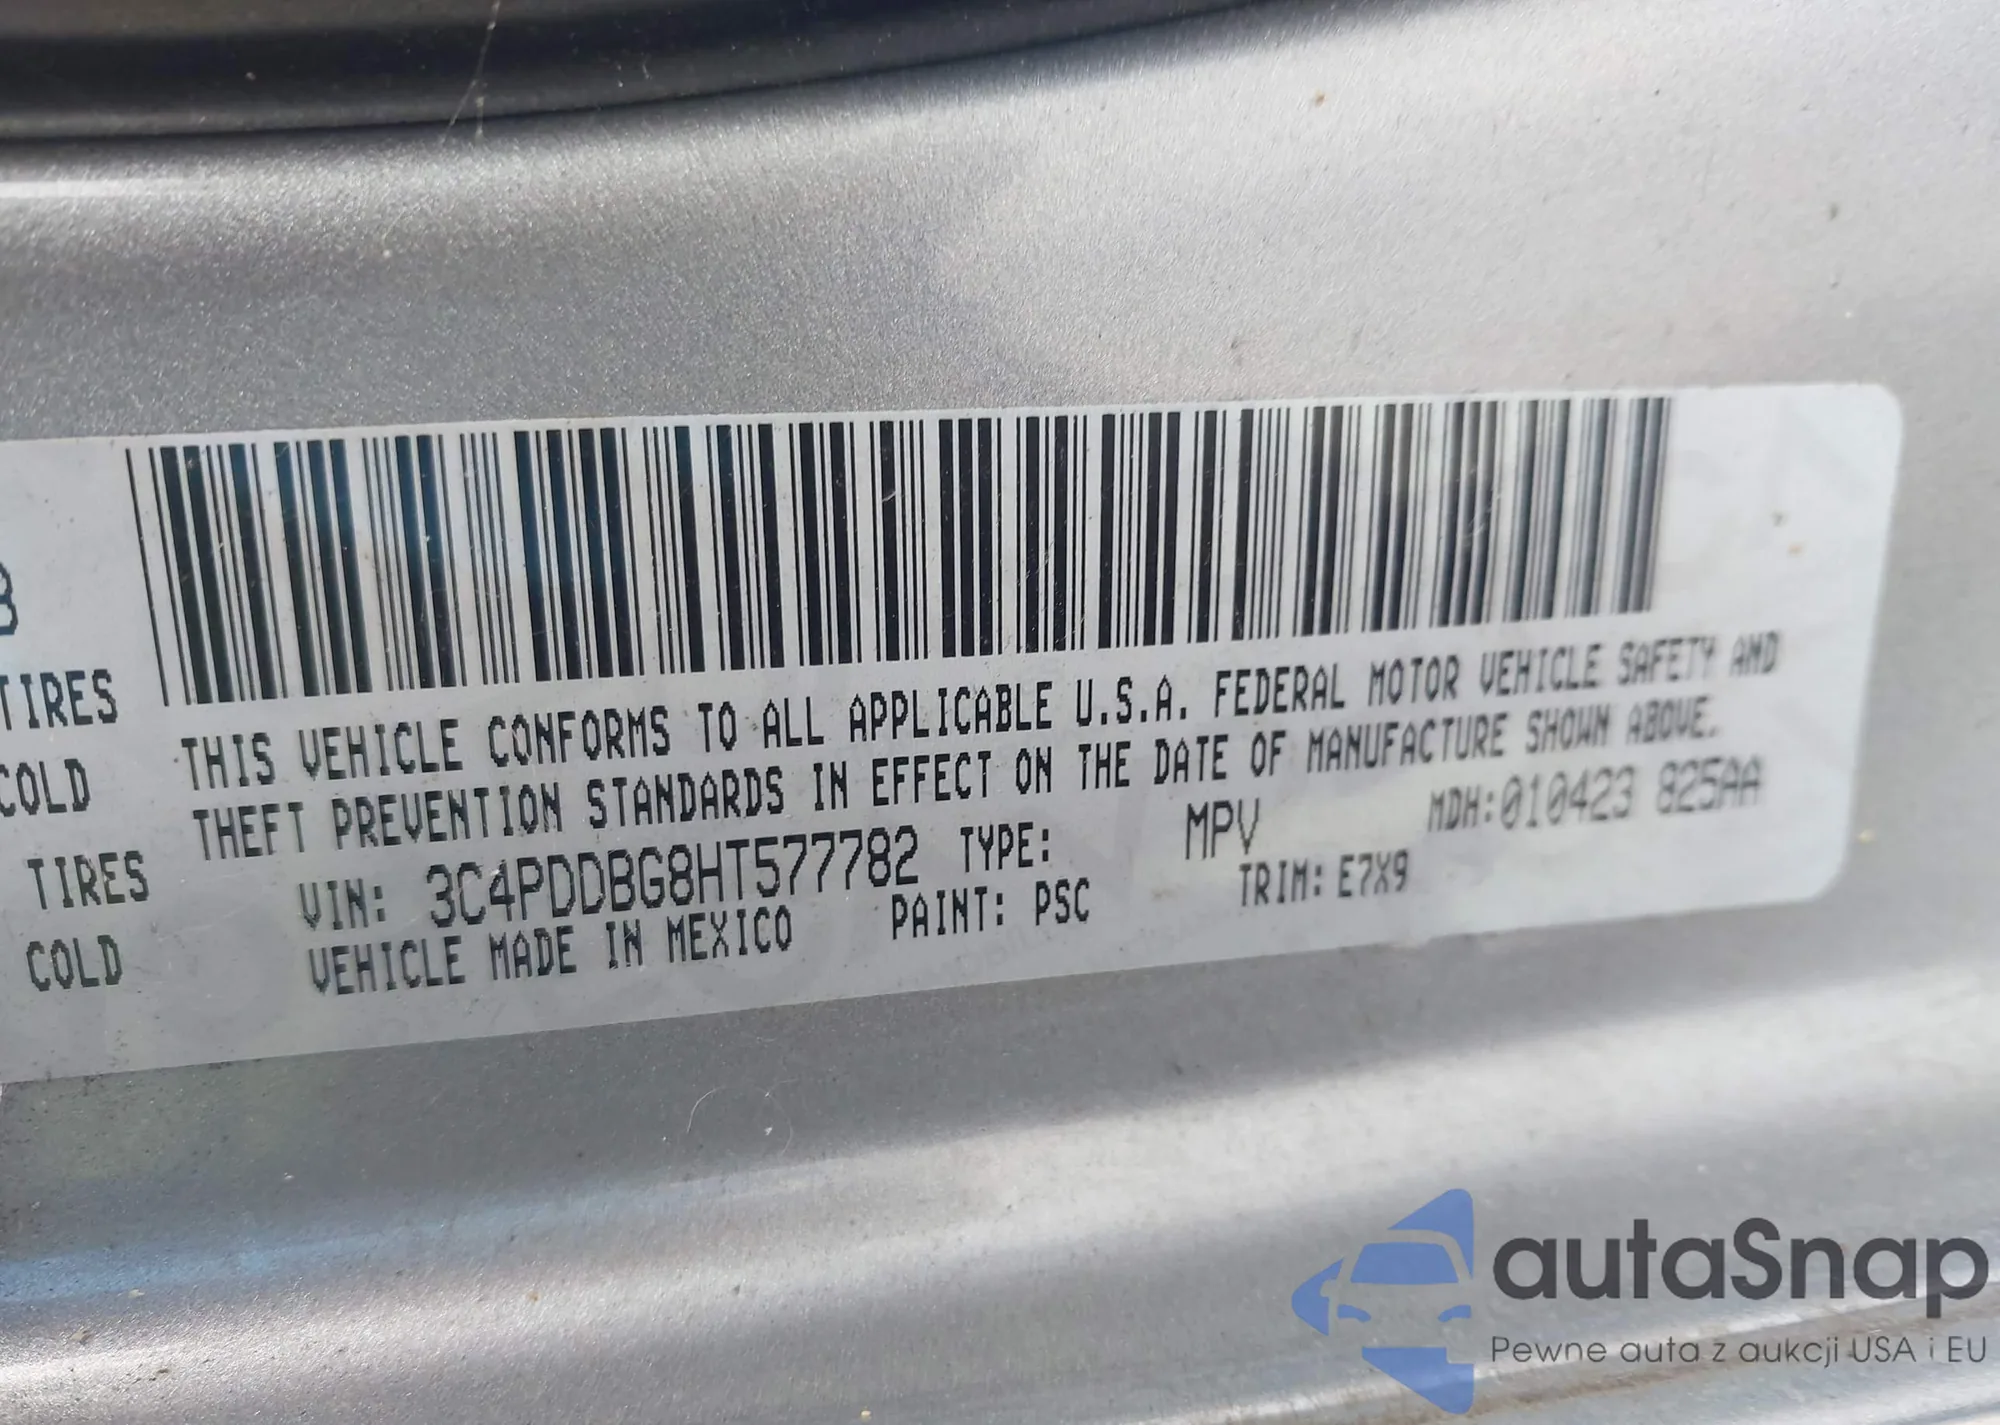 B
TIRES
COLD
TIRES
COLD
THIS VEHICLE CONFORMS TO ALL APPLICABLE U.S.A. FEDERAL MOTOR VEHICLE SAFETY AND
THEFT PREVENTION STANDARDS IN EFFECT ON THE DATE OF MANUFACTURE SHOWN ABOVE.
VIN: 3C4PDDBG8HT577782 TYPE: MPV MDH:010423 825AA
VEHICLE MADE IN MEXICO PAINT: PSC TRIM: E7X9
autaSnap
Pewne auta z aukcji USA i EU